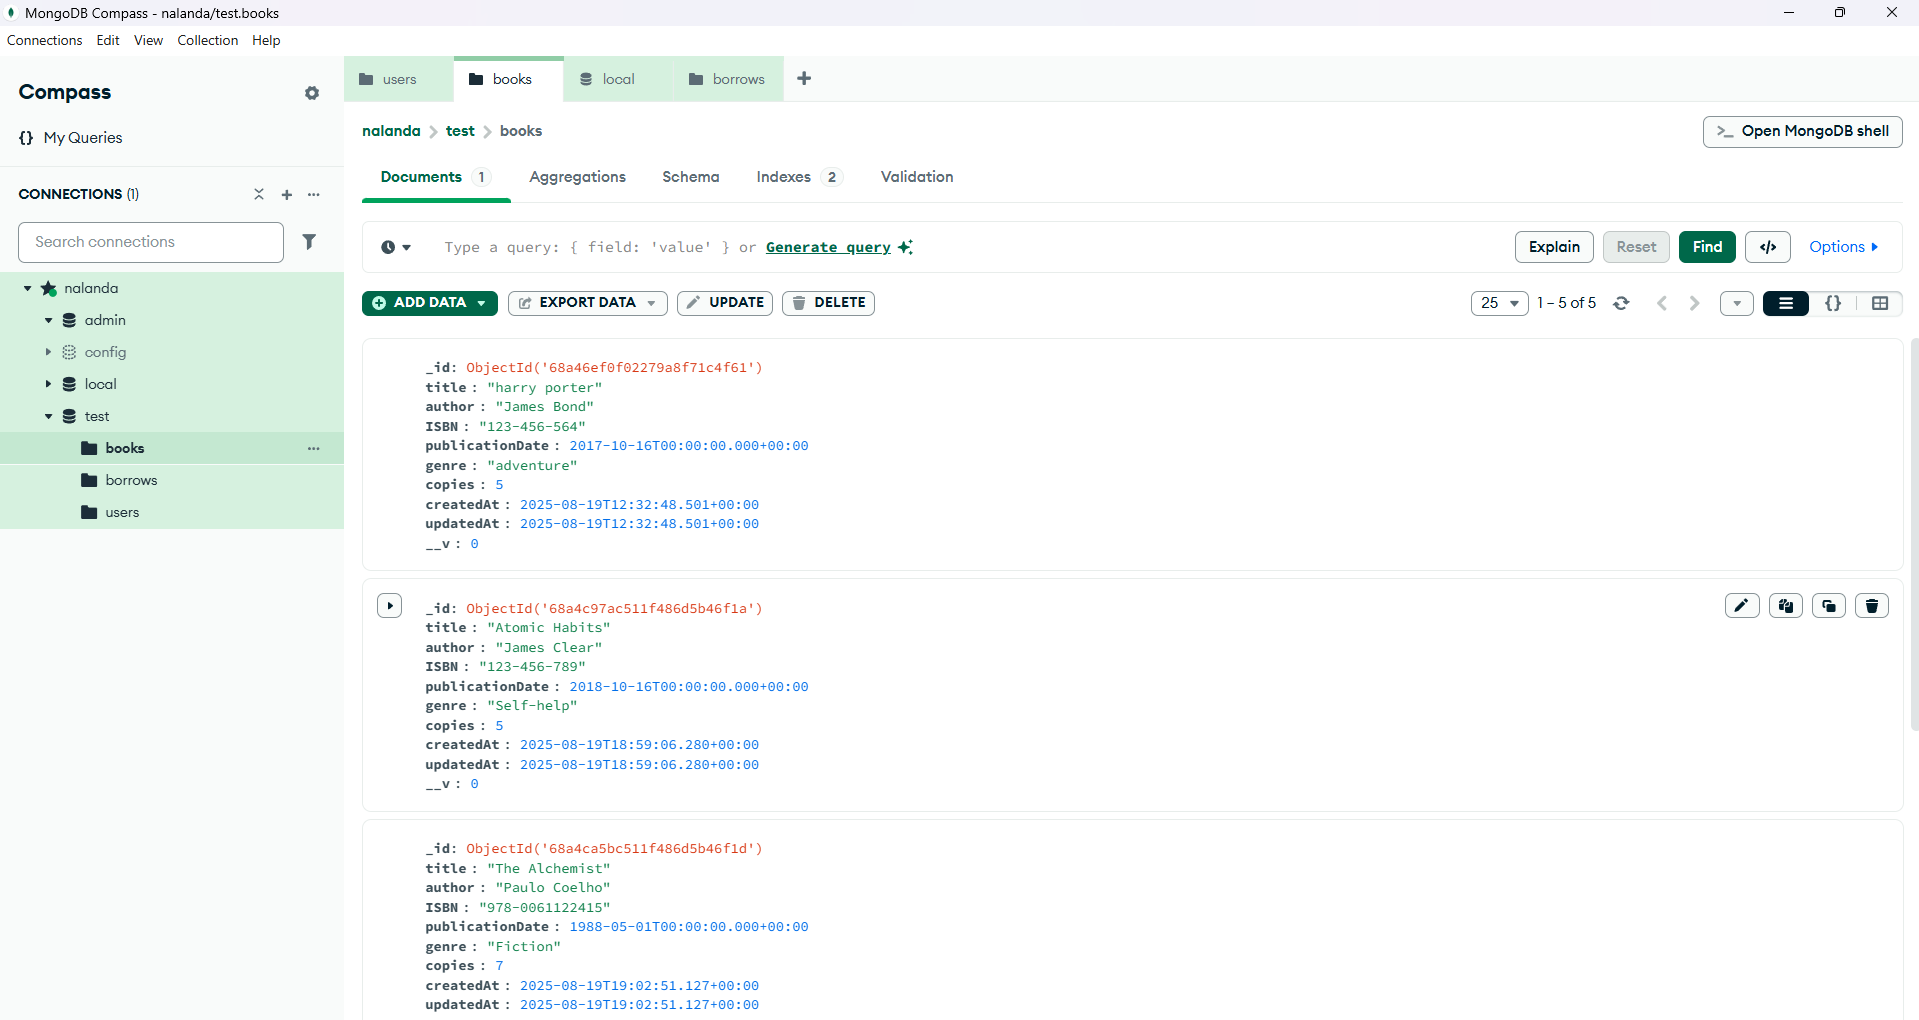 MongoDB Compass - nalanda/test.books
Connections Edit View Collection Help
Compass
{} My Queries
CONNECTIONS (1)
Search connections
nalanda
admin
config
local
test
books
borrows
users
users books local borrows
nalanda > test > books
>_ Open MongoDB shell
Documents 1 Aggregations Schema Indexes 2 Validation
Type a query: { field: 'value' } or Generate query
Explain Reset Find </> Options
ADD DATA EXPORT DATA UPDATE DELETE
25 1 – 5 of 5 {}
_id: ObjectId('68a46ef0f02279a8f71c4f61')
title : "harry porter"
author : "James Bond"
ISBN : "123-456-564"
publicationDate : 2017-10-16T00:00:00.000+00:00
genre : "adventure"
copies : 5
createdAt : 2025-08-19T12:32:48.501+00:00
updatedAt : 2025-08-19T12:32:48.501+00:00
__v : 0
_id: ObjectId('68a4c97ac511f486d5b46f1a')
title : "Atomic Habits"
author : "James Clear"
ISBN : "123-456-789"
publicationDate : 2018-10-16T00:00:00.000+00:00
genre : "Self-help"
copies : 5
createdAt : 2025-08-19T18:59:06.280+00:00
updatedAt : 2025-08-19T18:59:06.280+00:00
__v : 0
_id: ObjectId('68a4ca5bc511f486d5b46f1d')
title : "The Alchemist"
author : "Paulo Coelho"
ISBN : "978-0061122415"
publicationDate : 1988-05-01T00:00:00.000+00:00
genre : "Fiction"
copies : 7
createdAt : 2025-08-19T19:02:51.127+00:00
updatedAt : 2025-08-19T19:02:51.127+00:00